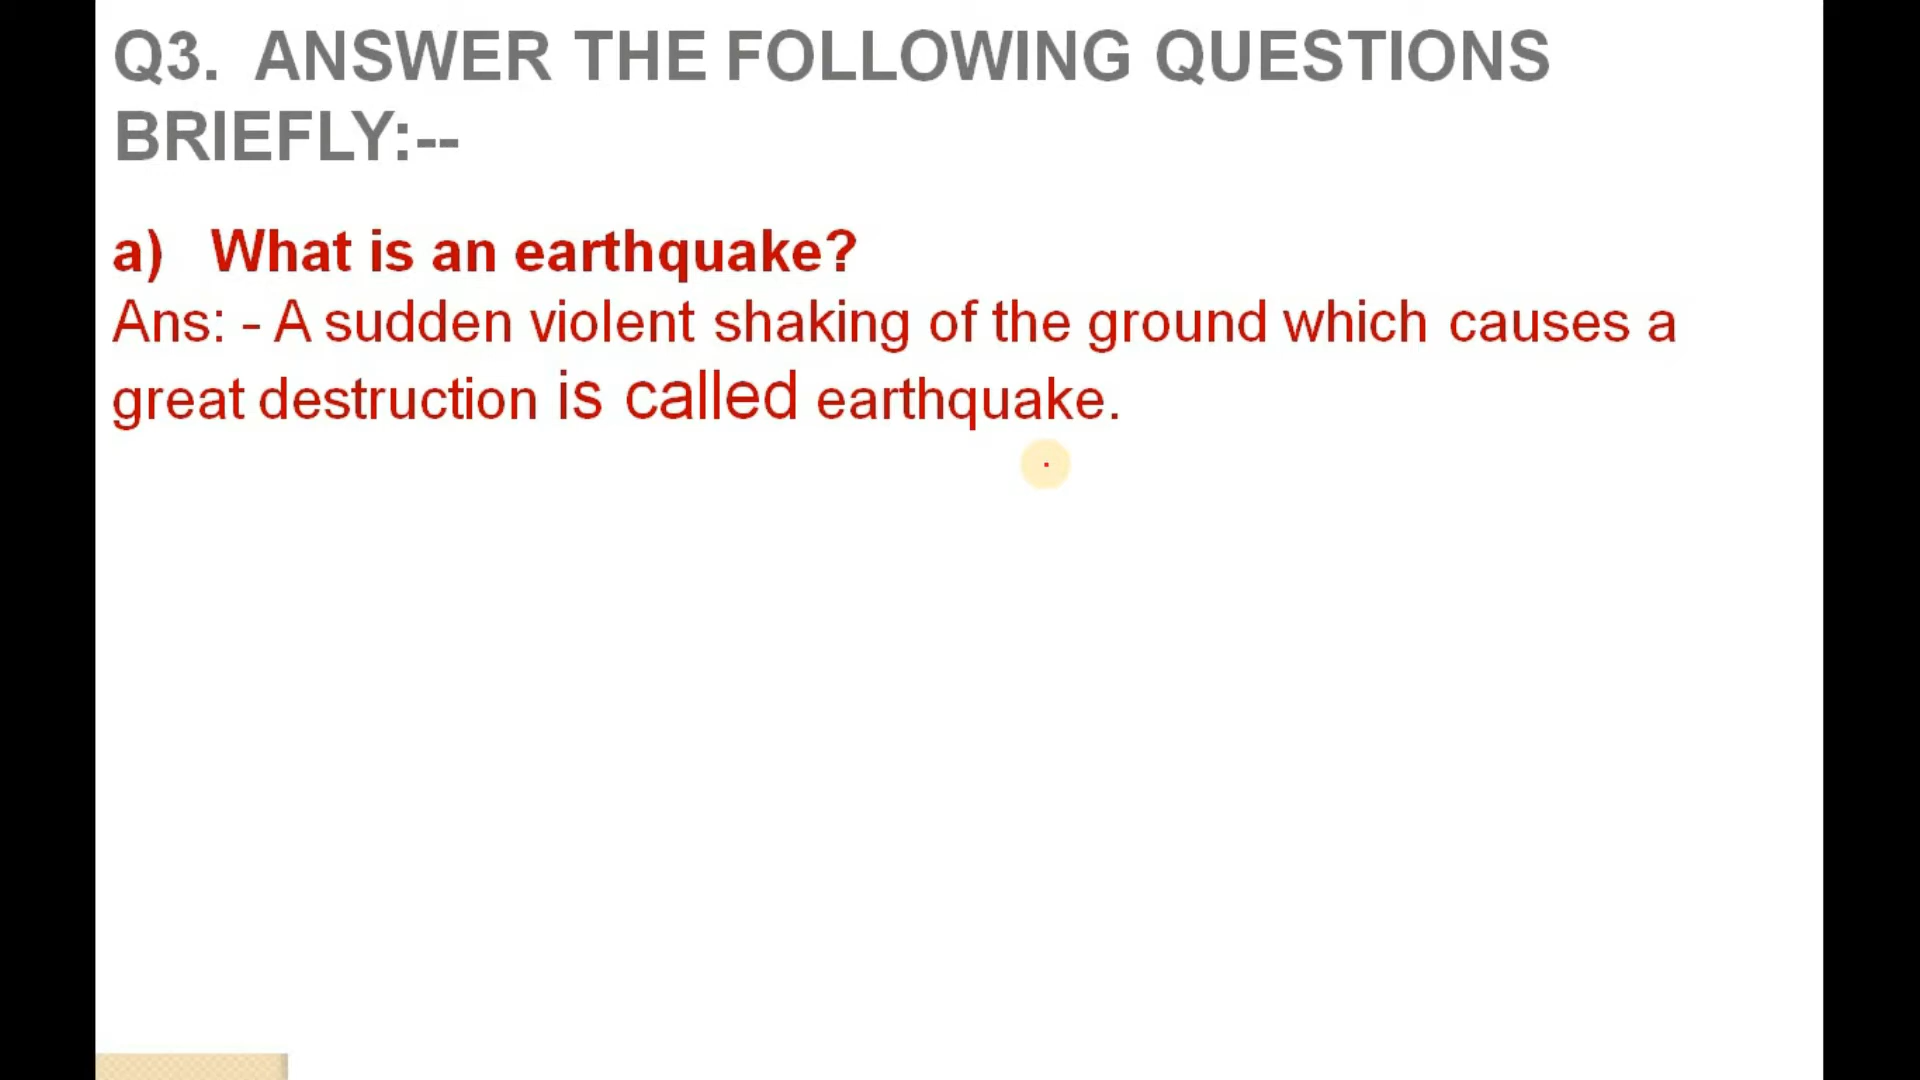 Q3. ANSWER THE FOLLOWING QUESTIONS
BRIEFLY:--
a) What is an earthquake?
Ans: - A sudden violent shaking of the ground which causes a
great destruction is called earthquake.